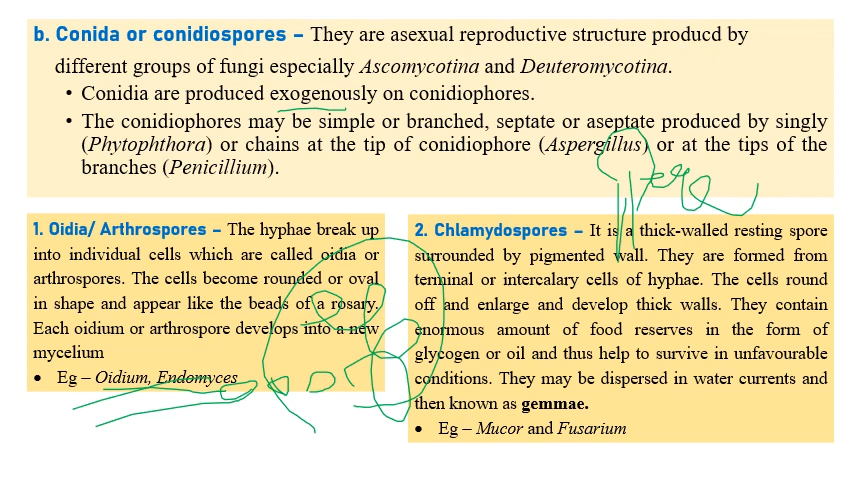 b. Conida or conidiospores – They are asexual reproductive structure producd by
different groups of fungi especially Ascomycotina and Deuteromycotina.
• Conidia are produced exogenously on conidiophores.
• The conidiophores may be simple or branched, septate or aseptate produced by singly
(Phytophthora) or chains at the tip of conidiophore (Aspergillus) or at the tips of the
branches (Penicillium).
1. Oidia/ Arthrospores – The hyphae break up
into individual cells which are called oidia or
arthrospores. The cells become rounded or oval
in shape and appear like the beads of a rosary.
Each oidium or arthrospore develops into a new
mycelium
• Eg – Oidium, Endomyces
2. Chlamydospores – It is a thick-walled resting spore
surrounded by pigmented wall. They are formed from
terminal or intercalary cells of hyphae. The cells round
off and enlarge and develop thick walls. They contain
enormous amount of food reserves in the form of
glycogen or oil and thus help to survive in unfavourable
conditions. They may be dispersed in water currents and
then known as gemmae.
• Eg – Mucor and Fusarium